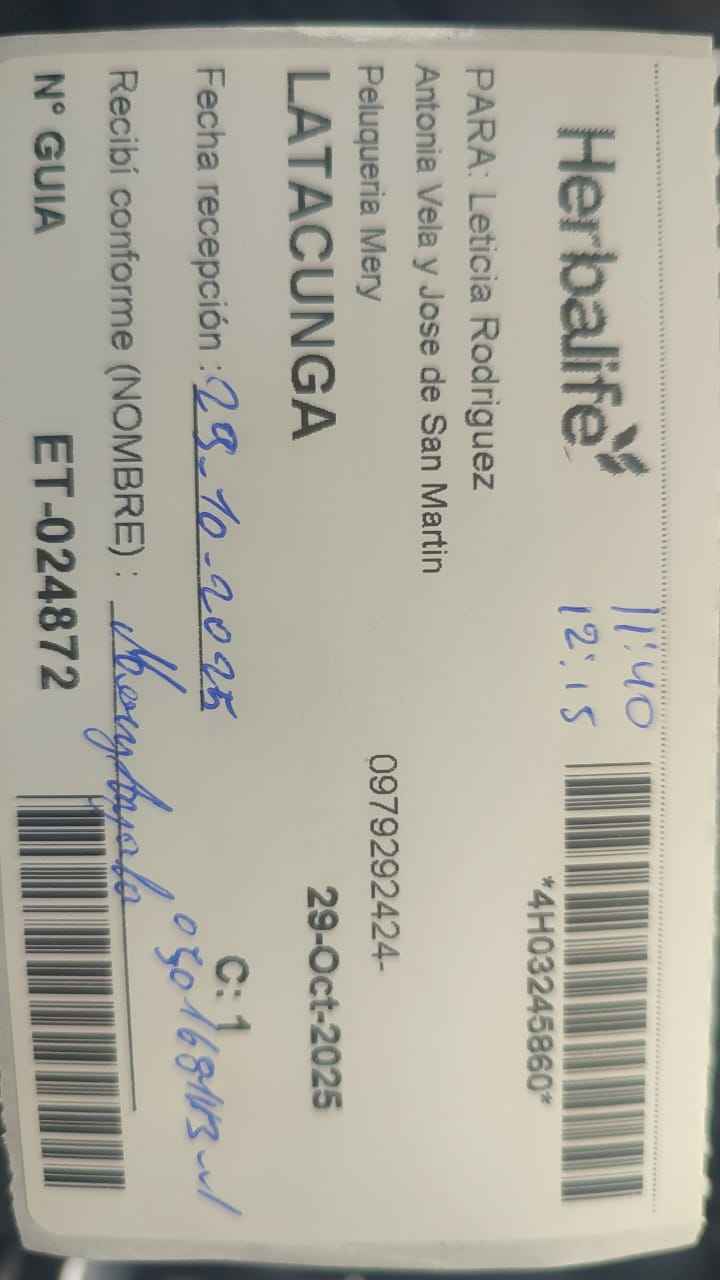 Herbalife
11:40
12:15
*4H03245860*
PARA: Leticia Rodriguez
Antonia Vela y Jose de San Martin
Peluqueria Mery
0979292424-
LATACUNGA
29-Oct-2025
Fecha recepción : 29-10-2025
C: 1
Recibí conforme (NOMBRE) :
N° GUIA
ET-024872